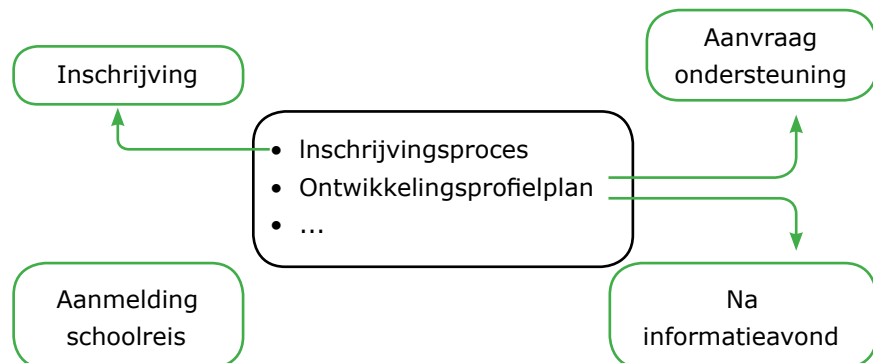 Inschrijving
Aanvraag
ondersteuning
• Inschrijvingsproces
• Ontwikkelingsprofielplan
• ...
Aanmelding
schoolreis
Na
informatieavond